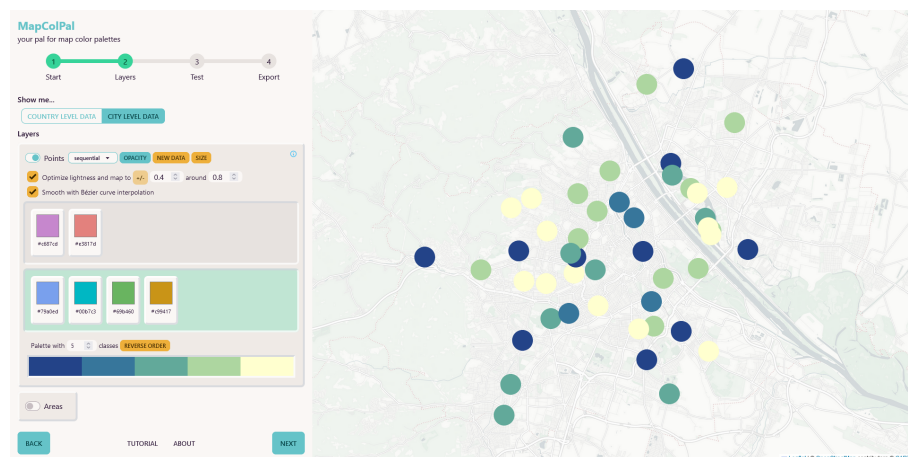 MapColPal
your pal for map color palettes
1 2 3 4
Start Layers Test Export
Show me...
COUNTRY LEVEL DATA CITY LEVEL DATA
Layers
Points sequential OPACITY NEW DATA SIZE
Optimize lightness and map to +/- 0.4 around 0.8
Smooth with Bézier curve interpolation
#c687cd #e3817d
#79a0ed #00b7c3 #69b460 #c99417
Palette with 5 classes REVERSE ORDER
Areas
BACK TUTORIAL ABOUT NEXT